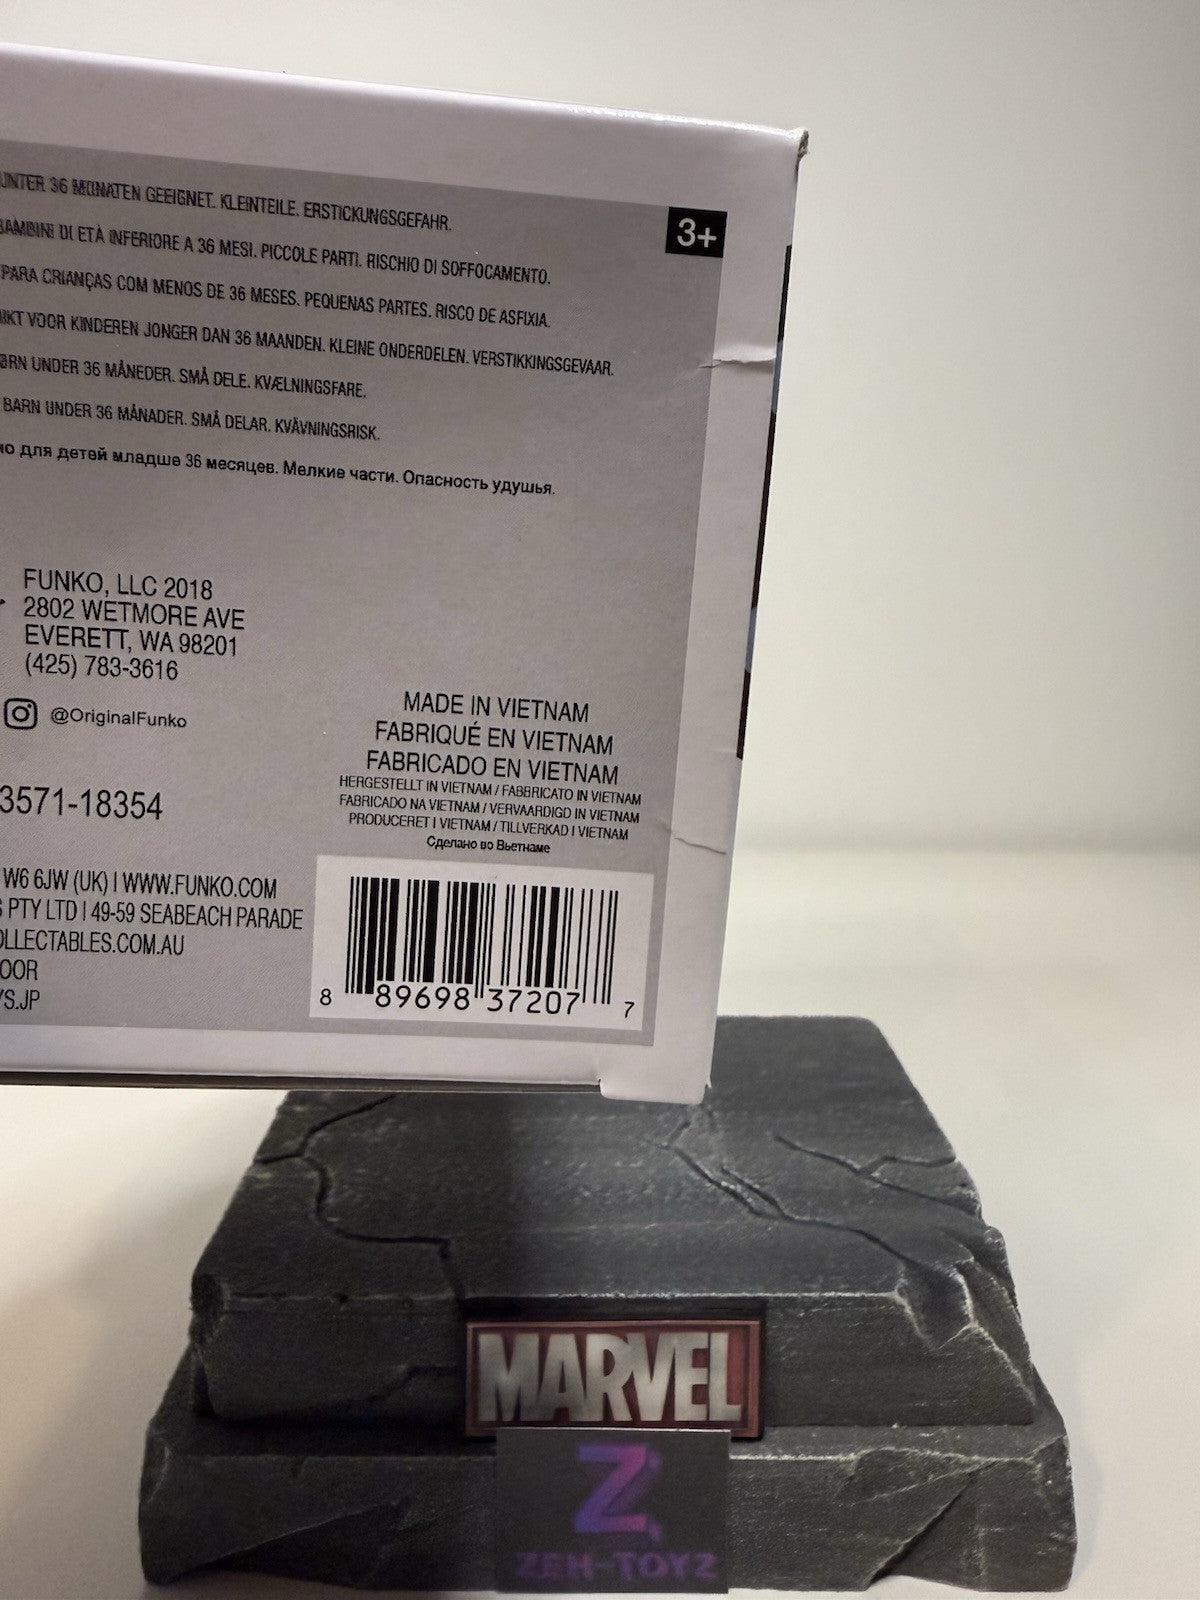 UNTER 36 MONATEN GEEIGNET. KLEINTEILE. ERSTICKUNGSGEFAHR.
3+
BAMBINI DI ETÀ INFERIORE A 36 MESI. PICCOLE PARTI. RISCHIO DI SOFFOCAMENTO.
PARA CRIANÇAS COM MENOS DE 36 MESES. PEQUENAS PARTES. RISCO DE ASFIXIA.
VOOR KINDEREN JONGER DAN 36 MAANDEN. KLEINE ONDERDELEN. VERSTIKKINGSGEVAAR.
UNDER 36 MÅNEDER. SMÅ DELE. KVÆLNINGSFARE.
BARN UNDER 36 MÅNADER. SMÅ DELAR. KVÄVNINGSRISK.
для детей младше 36 месяцев. Мелкие части. Опасность удушья.
FUNKO, LLC 2018
2802 WETMORE AVE
EVERETT, WA 98201
(425) 783-3616
@OriginalFunko
MADE IN VIETNAM
FABRIQUÉ EN VIETNAM
FABRICADO EN VIETNAM
HERGESTELLT IN VIETNAM / FABBRICATO IN VIETNAM
FABRICADO NA VIETNAM / VERVAARDIGD IN VIETNAM
PRODUCERET I VIETNAM / TILLVERKAD I VIETNAM
Сделано во Вьетнаме
3571-18354
W6 6JW (UK) | WWW.FUNKO.COM
S PTY LTD | 49-59 SEABEACH PARADE
OLLECTABLES.COM.AU
OOR
YS.JP
8 89698 37207 7
MARVEL
Z
ZEH-TOYZ